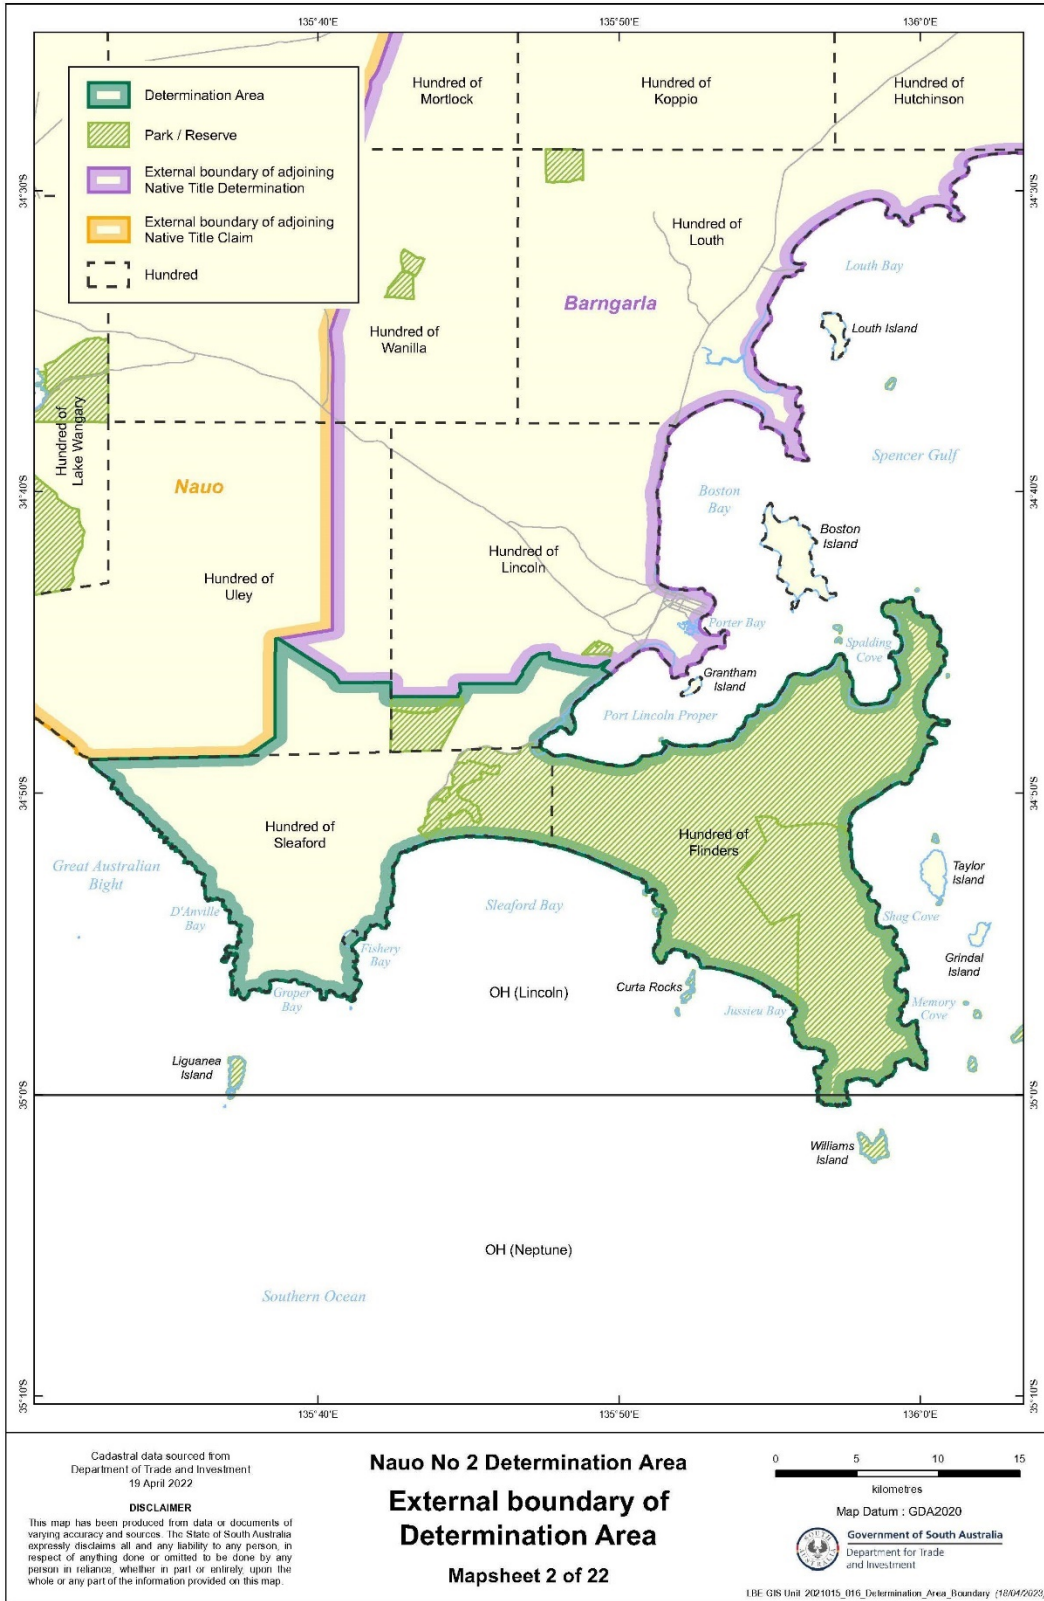 135°40'E
135°50'E
136°0'E
Determination Area
Park / Reserve
External boundary of adjoining
Native Title Determination
External boundary of adjoining
Native Title Claim
Hundred
Hundred of
Mortlock
Hundred of
Koppio
Hundred of
Hutchinson
34°30'S
34°30'S
Hundred of
Louth
Louth Bay
Barngarla
Louth Island
Hundred of
Wanilla
Hundred of
Lake Wangary
Spencer Gulf
Nauo
34°40'S
34°40'S
Boston
Bay
Boston
Island
Hundred of
Lincoln
Hundred of
Uley
Porter Bay
Spalding
Cove
Grantham
Island
Port Lincoln Proper
34°50'S
34°50'S
Hundred of
Sleaford
Hundred of
Flinders
Great Australian
Bight
Taylor
Island
D'Anville
Bay
Sleaford Bay
Shag Cove
Fishery
Bay
Grindal
Island
Groper
Bay
OH (Lincoln)
Curta Rocks
Jussieu Bay
Memory
Cove
Liguanea
Island
35°0'S
35°0'S
Williams
Island
OH (Neptune)
Southern Ocean
35°10'S
35°10'S
135°40'E
135°50'E
136°0'E
Cadastral data sourced from
Department of Trade and Investment
19 April 2022
DISCLAIMER
This map has been produced from data or documents of
varying accuracy and sources. The State of South Australia
expressly disclaims all and any liability to any person, in
respect of anything done or omitted to be done by any
person in reliance, whether in part or entirely, upon the
whole or any part of the information provided on this map.
Nauo No 2 Determination Area
External boundary of
Determination Area
Mapsheet 2 of 22
0 5 10 15
kilometres
Map Datum : GDA2020
SOUTH
AUSTRALIA
Government of South Australia
Department for Trade
and Investment
LBE GIS Unit 2021015_016_Determination_Area_Boundary (18/04/2023)